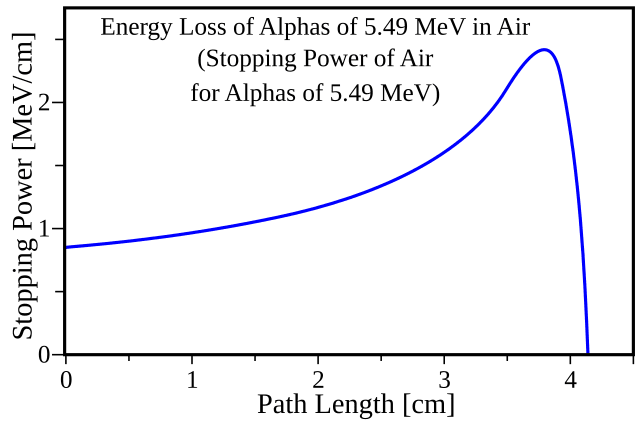 Energy Loss of Alphas of 5.49 MeV in Air
(Stopping Power of Air
for Alphas of 5.49 MeV)
Stopping Power [MeV/cm]
2
1
0
0 1 2 3 4
Path Length [cm]